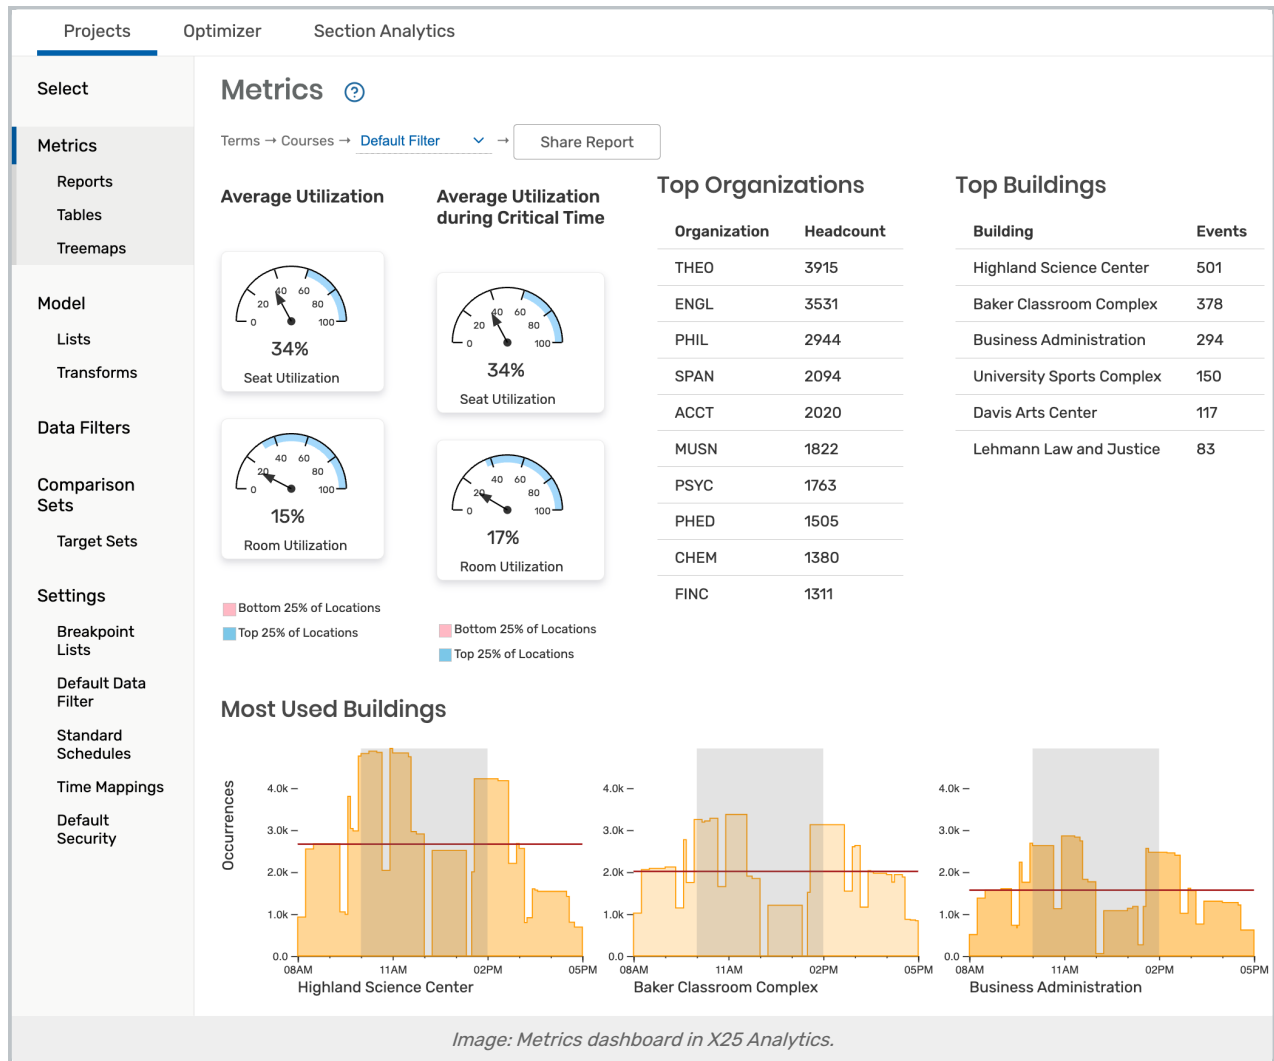 Projects Optimizer Section Analytics
Select
Metrics
Reports
Tables
Treemaps
Model
Lists
Transforms
Data Filters
Comparison
Sets
Target Sets
Settings
Breakpoint
Lists
Default Data
Filter
Standard
Schedules
Time Mappings
Default
Security
Metrics ?
Terms → Courses → Default Filter → Share Report
Average Utilization
0 20 40 60 80 100
34%
Seat Utilization
0 20 40 60 80 100
15%
Room Utilization
Bottom 25% of Locations
Top 25% of Locations
Average Utilization
during Critical Time
0 20 40 60 80 100
34%
Seat Utilization
0 20 40 60 80 100
17%
Room Utilization
Bottom 25% of Locations
Top 25% of Locations
Top Organizations
Organization Headcount
THEO 3915
ENGL 3531
PHIL 2944
SPAN 2094
ACCT 2020
MUSN 1822
PSYC 1763
PHED 1505
CHEM 1380
FINC 1311
Top Buildings
Building Events
Highland Science Center 501
Baker Classroom Complex 378
Business Administration 294
University Sports Complex 150
Davis Arts Center 117
Lehmann Law and Justice 83
Most Used Buildings
Occurrences
4.0k
3.0k
2.0k
1.0k
0.0
08AM 11AM 02PM 05PM
Highland Science Center
4.0k
3.0k
2.0k
1.0k
0.0
08AM 11AM 02PM 05PM
Baker Classroom Complex
4.0k
3.0k
2.0k
1.0k
0.0
08AM 11AM 02PM 05PM
Business Administration
Image: Metrics dashboard in X25 Analytics.